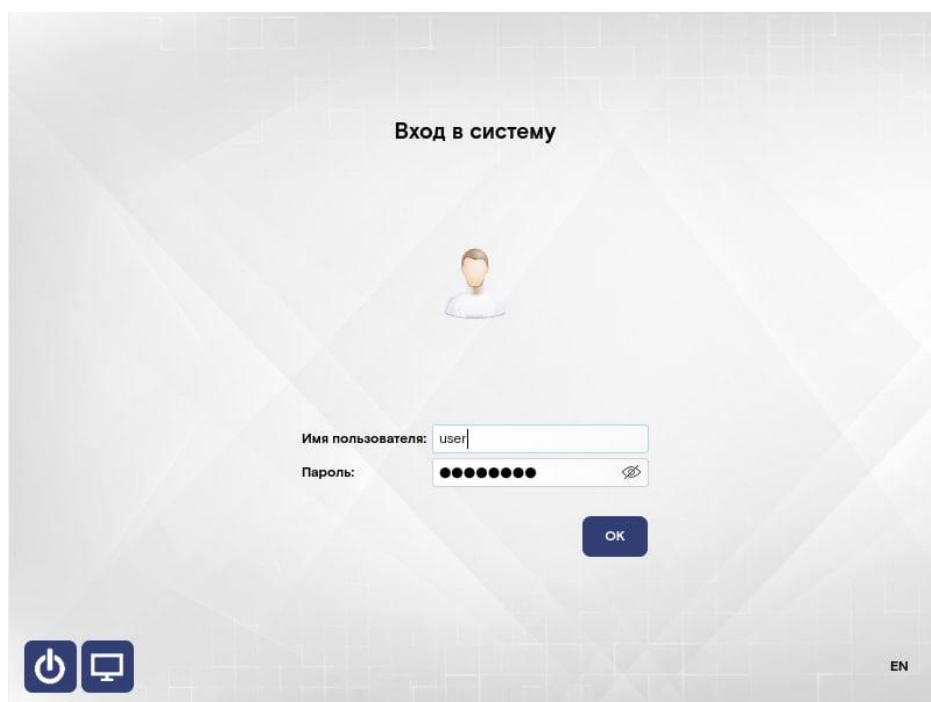 Вход в систему
Имя пользователя: user
Пароль: ●●●●●●●●
OK
EN